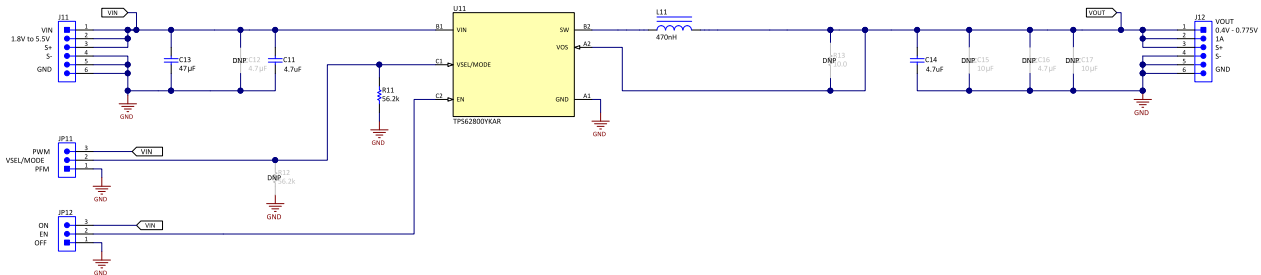 J11
VIN
1.8V to 5.5V
S+
S-
GND
1
2
3
4
5
6
VIN
GND
C13
47µF
DNP
C12
4.7µF
C11
4.7uF
U11
VIN
VSEL/MODE
EN
SW
VOS
GND
B1
C1
C2
B2
A2
A1
TPS62800YKAR
GND
R11
56.2k
GND
L11
470nH
DNP
R13
C14
4.7uF
DNP
C15
10µF
DNP
C16
4.7µF
DNP
C17
10µF
VOUT
J12
VOUT
0.4V - 0.775V
1A
S+
S-
GND
1
2
3
4
5
6
GND
JP11
PWM
VSEL/MODE
PFM
3
2
1
VIN
GND
DNP
R12
56.2k
GND
JP12
ON
EN
OFF
3
2
1
VIN
GND